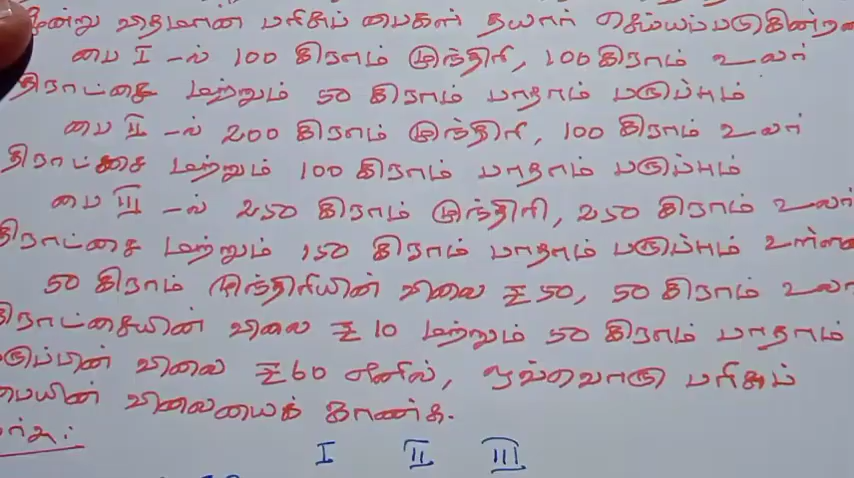 விதமான பரிசுப் பைகள் தயார் செய்யப்படுகின்றன
பை I -ல் 100 கிராம் முந்திரி, 100 கிராம் உலர்
திராட்சை மற்றும் 50 கிராம் பாதாம் பருப்பும்
பை II -ல் 200 கிராம் முந்திரி, 100 கிராம் உலர்
திராட்சை மற்றும் 100 கிராம் பாதாம் பருப்பும்
பை III -ல் 250 கிராம் முந்திரி, 250 கிராம் உலர்
திராட்சை மற்றும் 150 கிராம் பாதாம் பருப்பும் உள்ளன
50 கிராம் முந்திரியின் விலை ₹ 50, 50 கிராம் உலர்
திராட்சையின் விலை ₹ 10 மற்றும் 50 கிராம் பாதாம்
பருப்பின் விலை ₹ 60 எனில், ஒவ்வொரு பரிசுப்
பையின் விலையைக் காண்க.
I II III